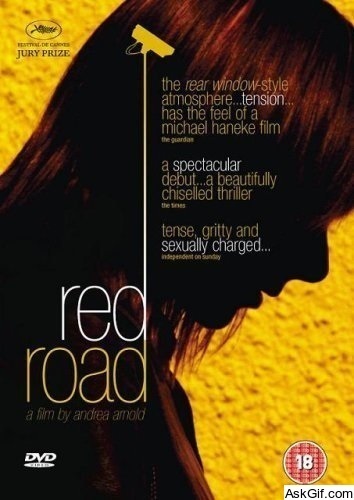 FESTIVAL DE CANNES
JURY PRIZE
the rear window-style
atmosphere...tension...
has the feel of a
michael haneke film
the guardian
a spectacular
debut...a beautifully
chiselled thriller
the times
tense, gritty and
sexually charged...
independent on sunday
red
road
a film by andrea arnold
DVD
VIDEO
18
AskGif.com